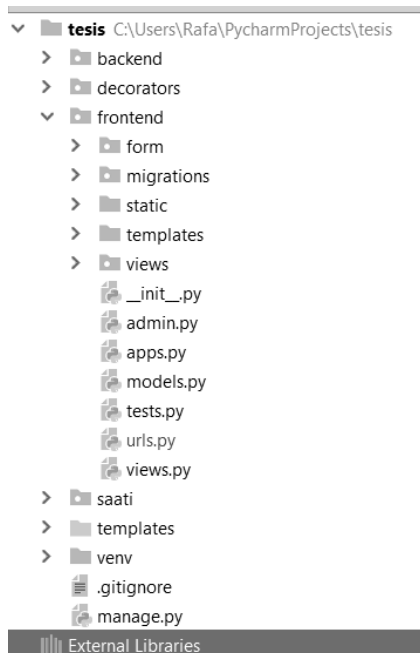 tesis C:\Users\Rafa\PycharmProjects\tesis
backend
decorators
frontend
form
migrations
static
templates
views
__init__.py
admin.py
apps.py
models.py
tests.py
urls.py
views.py
saati
templates
venv
.gitignore
manage.py
External Libraries